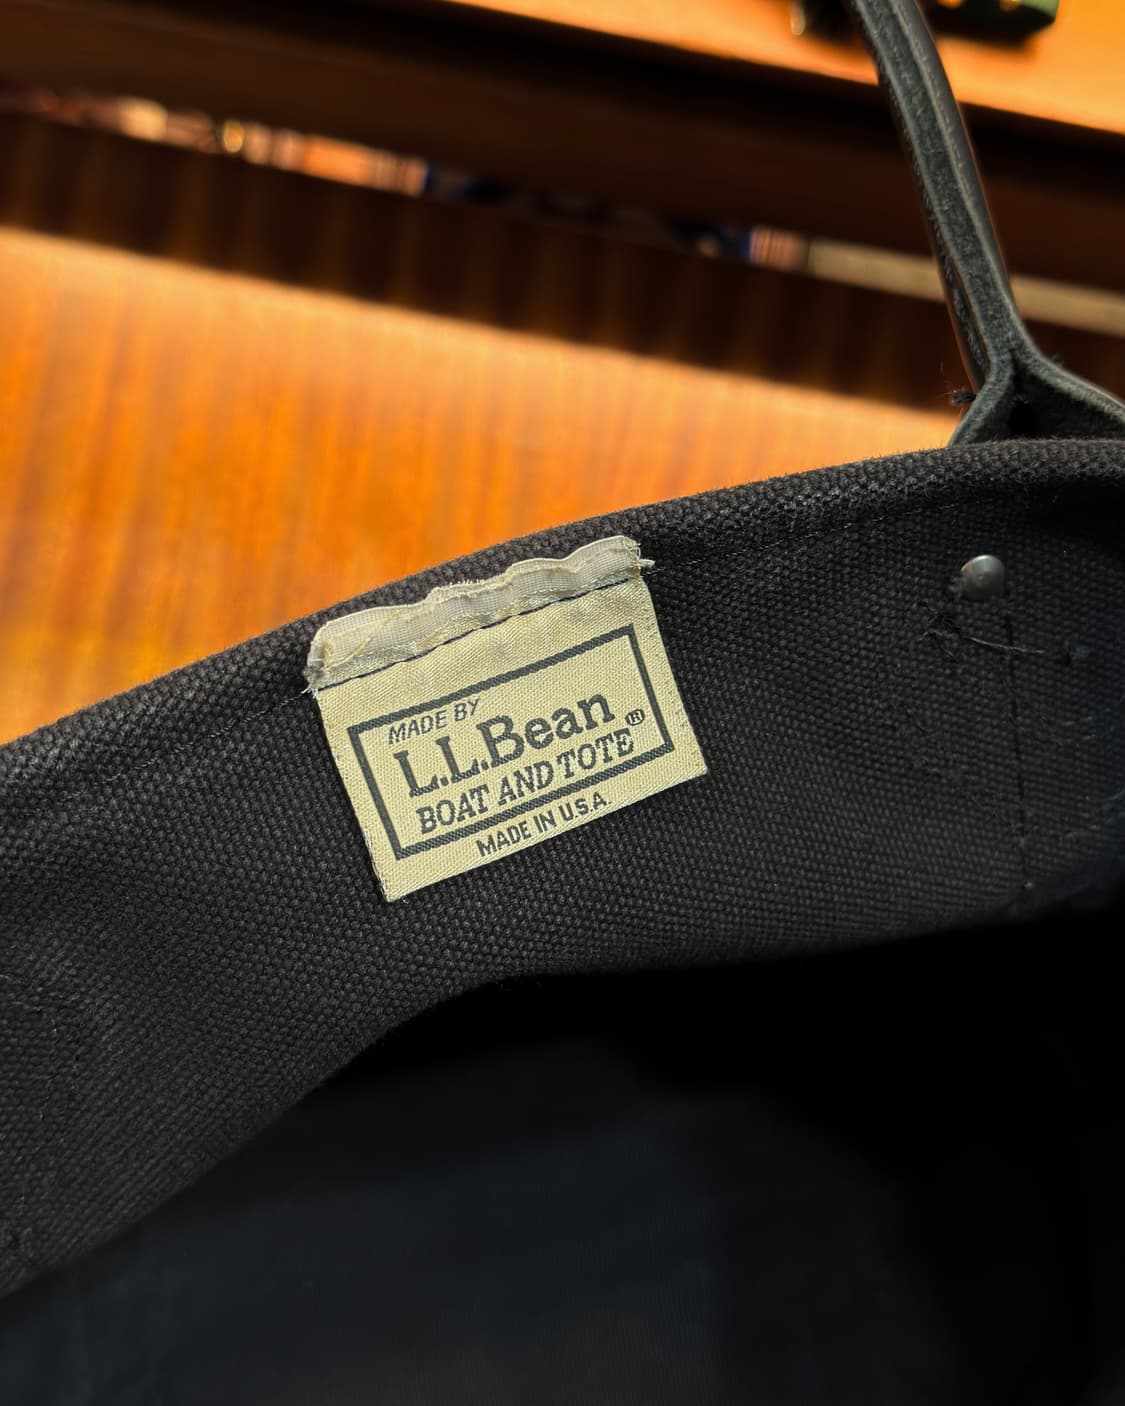 MADE BY
L.L.Bean®
BOAT AND TOTE
MADE IN U.S.A.